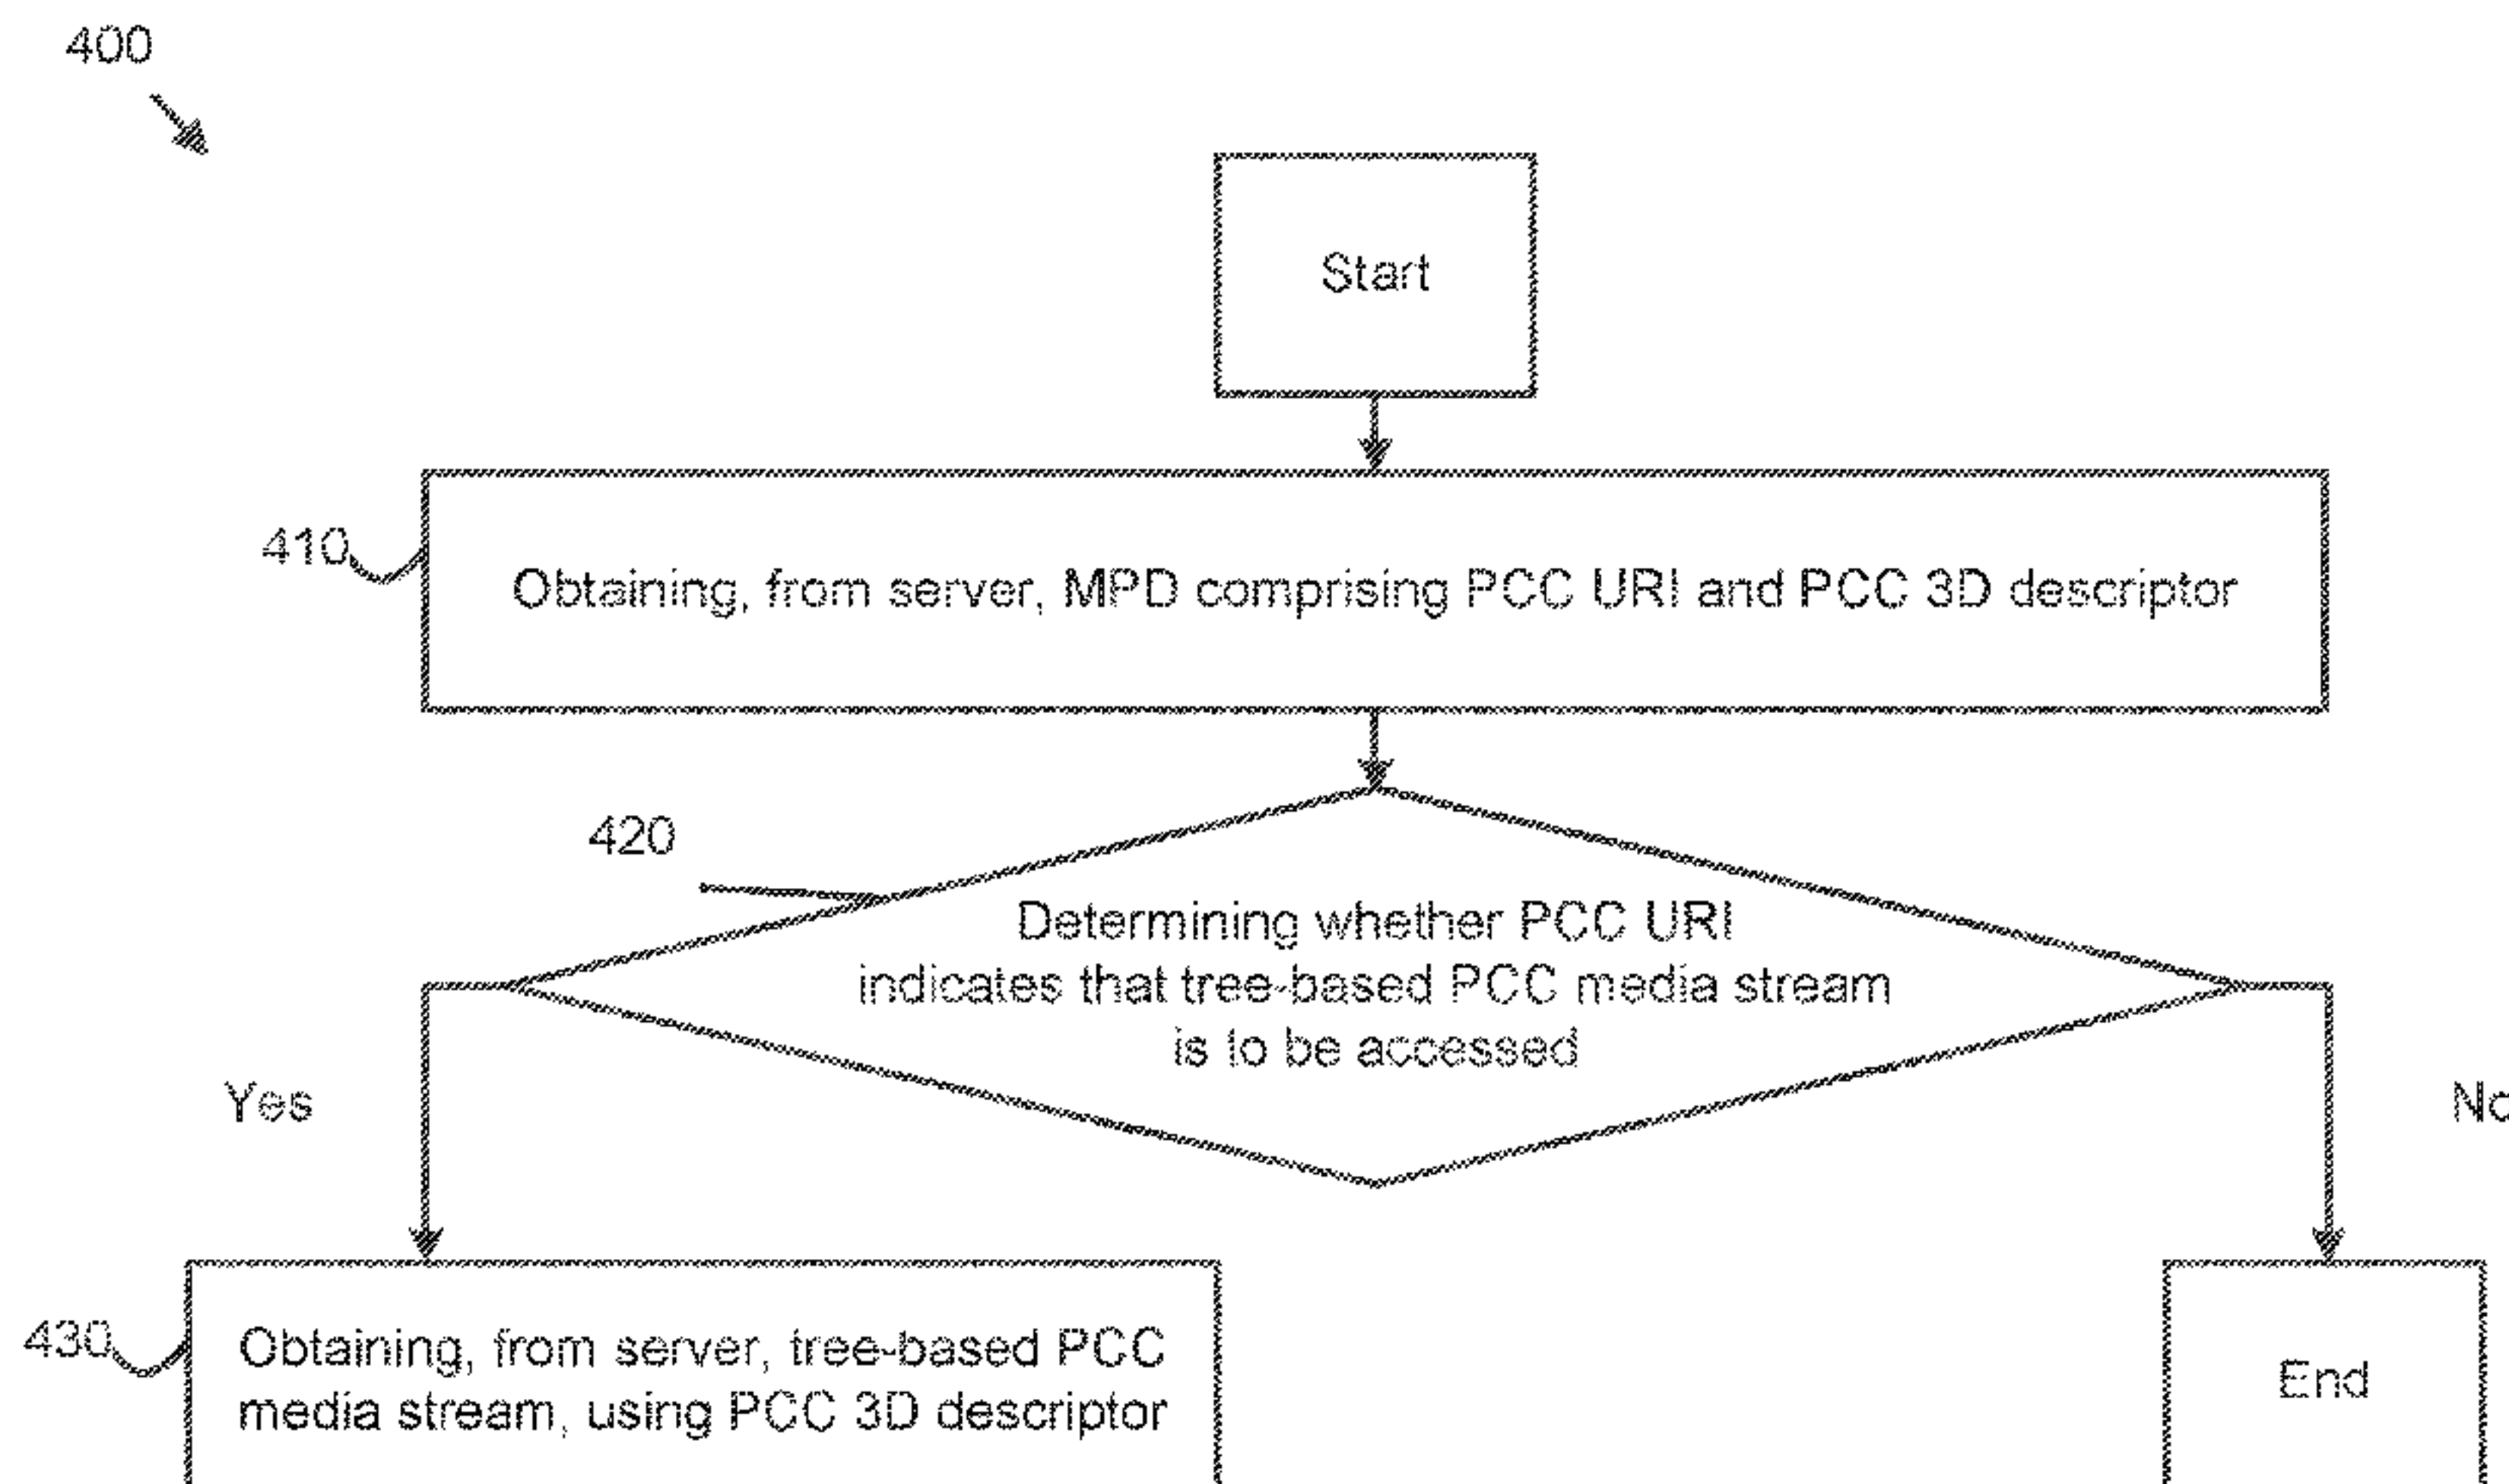 400
Start
410
Obtaining, from server, MPD comprising PCC URI and PCC 3D descriptor
420
Determining whether PCC URI
indicates that tree-based PCC media stream
is to be accessed
Yes
No
430
Obtaining, from server, tree-based PCC
media stream, using PCC 3D descriptor
End